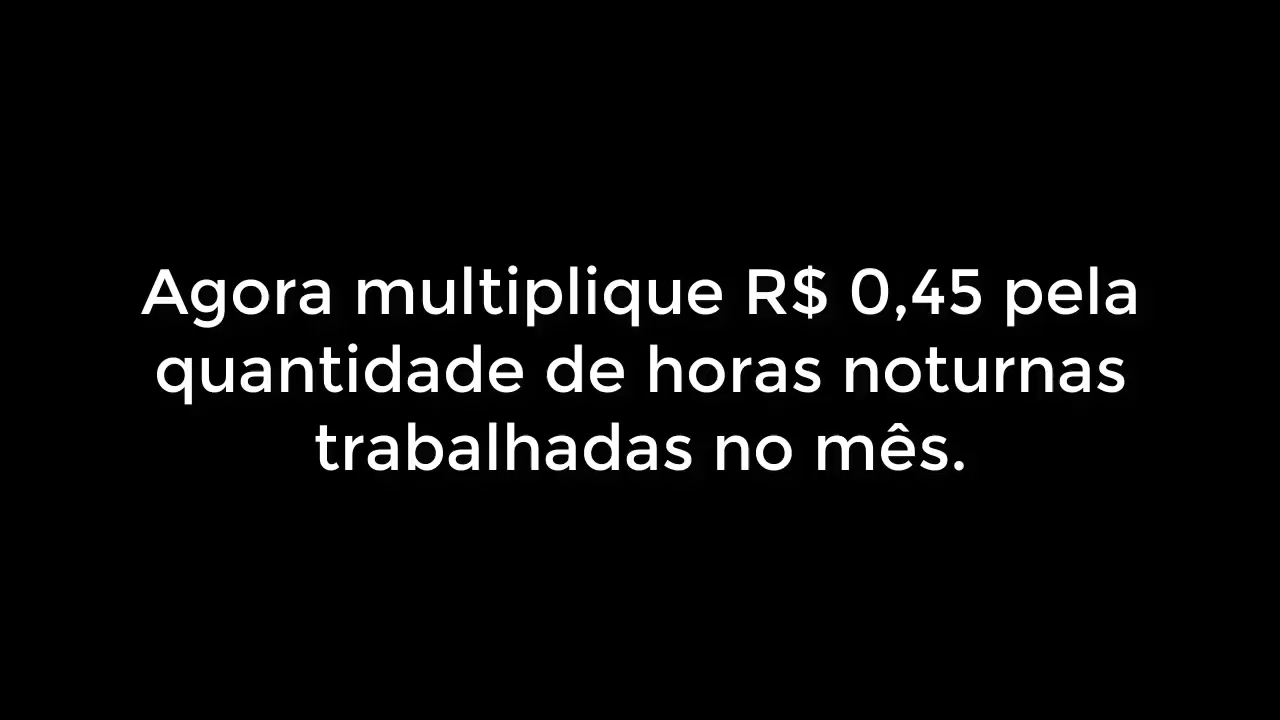 Agora multiplique R$ 0,45 pela
quantidade de horas noturnas
trabalhadas no mês.